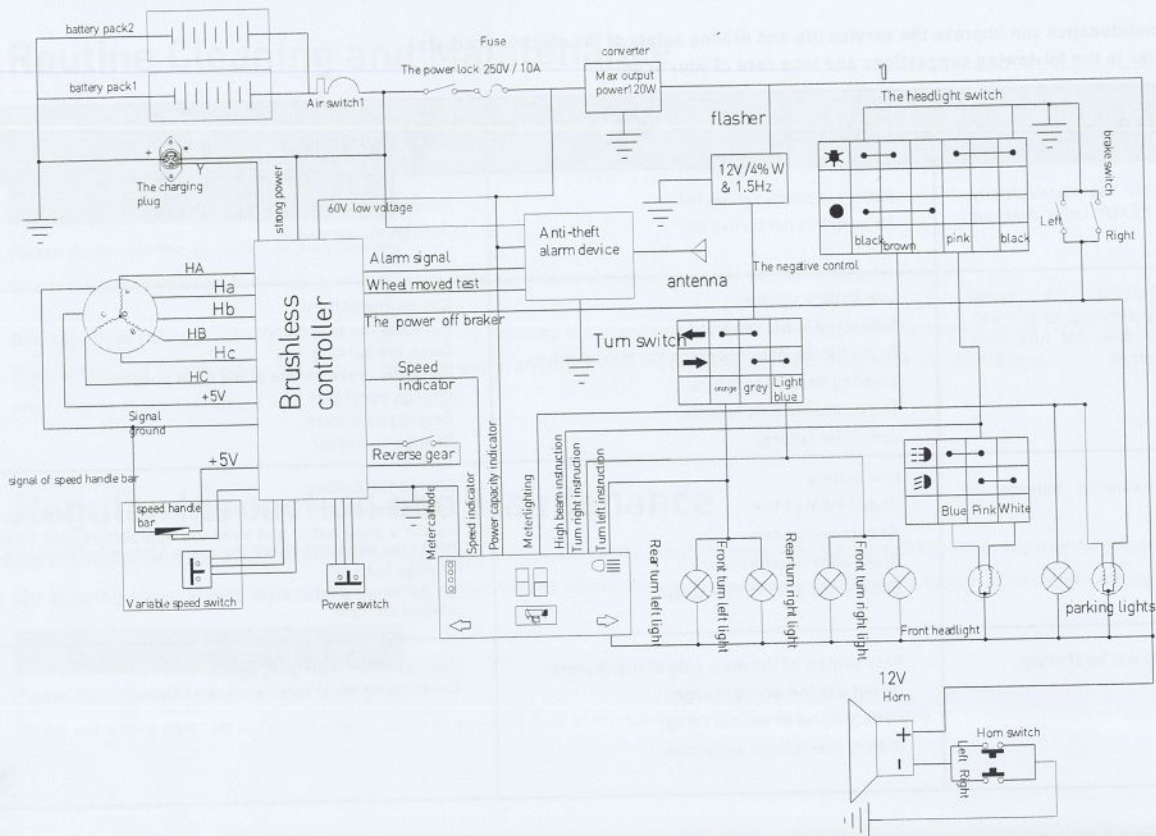 battery pack2
battery pack1
Air switch1
Fuse
The power lock 250V / 10A
converter
Max output
power120W
flasher
12V/4%W
& 1.5Hz
The headlight switch
black
brown
pink
black
brake switch
Left
Right
+
-
Y
The charging
plug
strong power
60V low voltage
Anti-theft
alarm device
antenna
The negative control
Alarm signal
Wheel moved test
The power off braker
HA
Ha
Hb
HB
Hc
HC
+5V
Signal
ground
Brushless
controller
Speed
indicator
Reverse gear
Turn switch
orange
grey
Light
blue
+5V
signal of speed handle bar
speed handle
bar
Variable speed switch
Power switch
Meter cathode
Speed indicator
Power capacity indicator
Meterlighting
High beam instruction
Turn right instruction
Turn left instruction
Blue
Pink
White
Rear turn left light
Front turn left light
Rear turn right light
Front turn right light
Front headlight
parking lights
12V
Horn
+
-
Horn switch
Left
Right